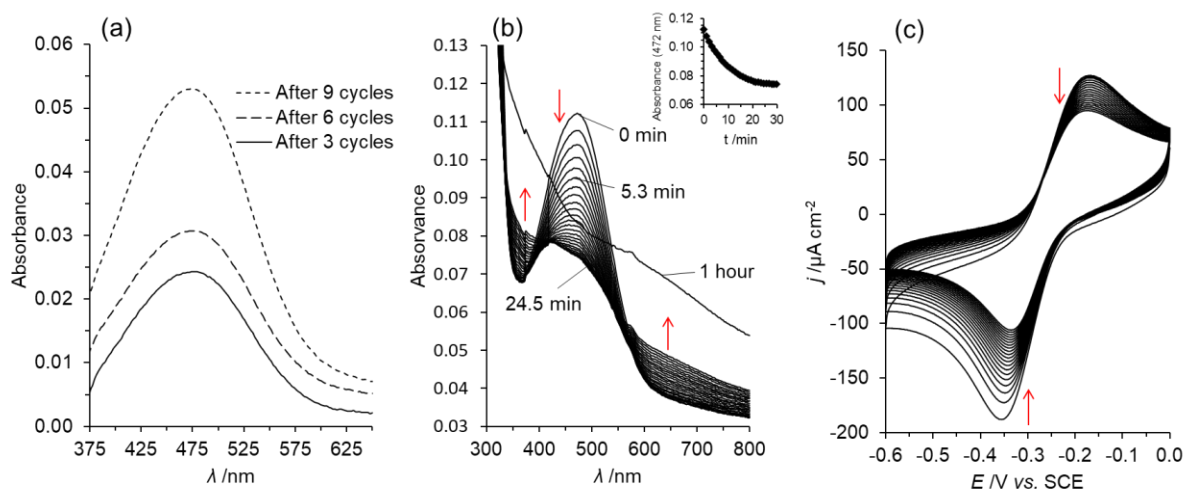 (a)
0.06
0.05
0.04
0.03
0.02
0.01
0.00
Absorbance
After 9 cycles
After 6 cycles
After 3 cycles
375 425 475 525 575 625
λ /nm
(b)
0.13
0.12
0.11
0.10
0.09
0.08
0.07
0.06
0.05
0.04
0.03
Absorvance
0 min
5.3 min
24.5 min
1 hour
300 400 500 600 700 800
λ /nm
Absorbance (472 nm)
0.12
0.10
0.08
0.06
0 10 20 30
t /min
(c)
150
100
50
0
-50
-100
-150
-200
j /µA cm-2
-0.6 -0.5 -0.4 -0.3 -0.2 -0.1 0.0
E /V vs. SCE